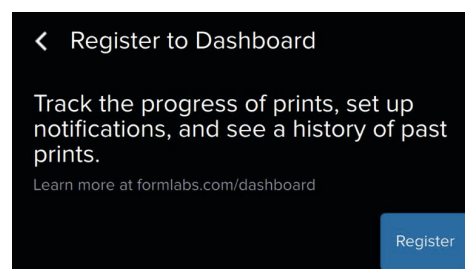 Register to Dashboard
Track the progress of prints, set up
notifications, and see a history of past
prints.
Learn more at formlabs.com/dashboard
Register